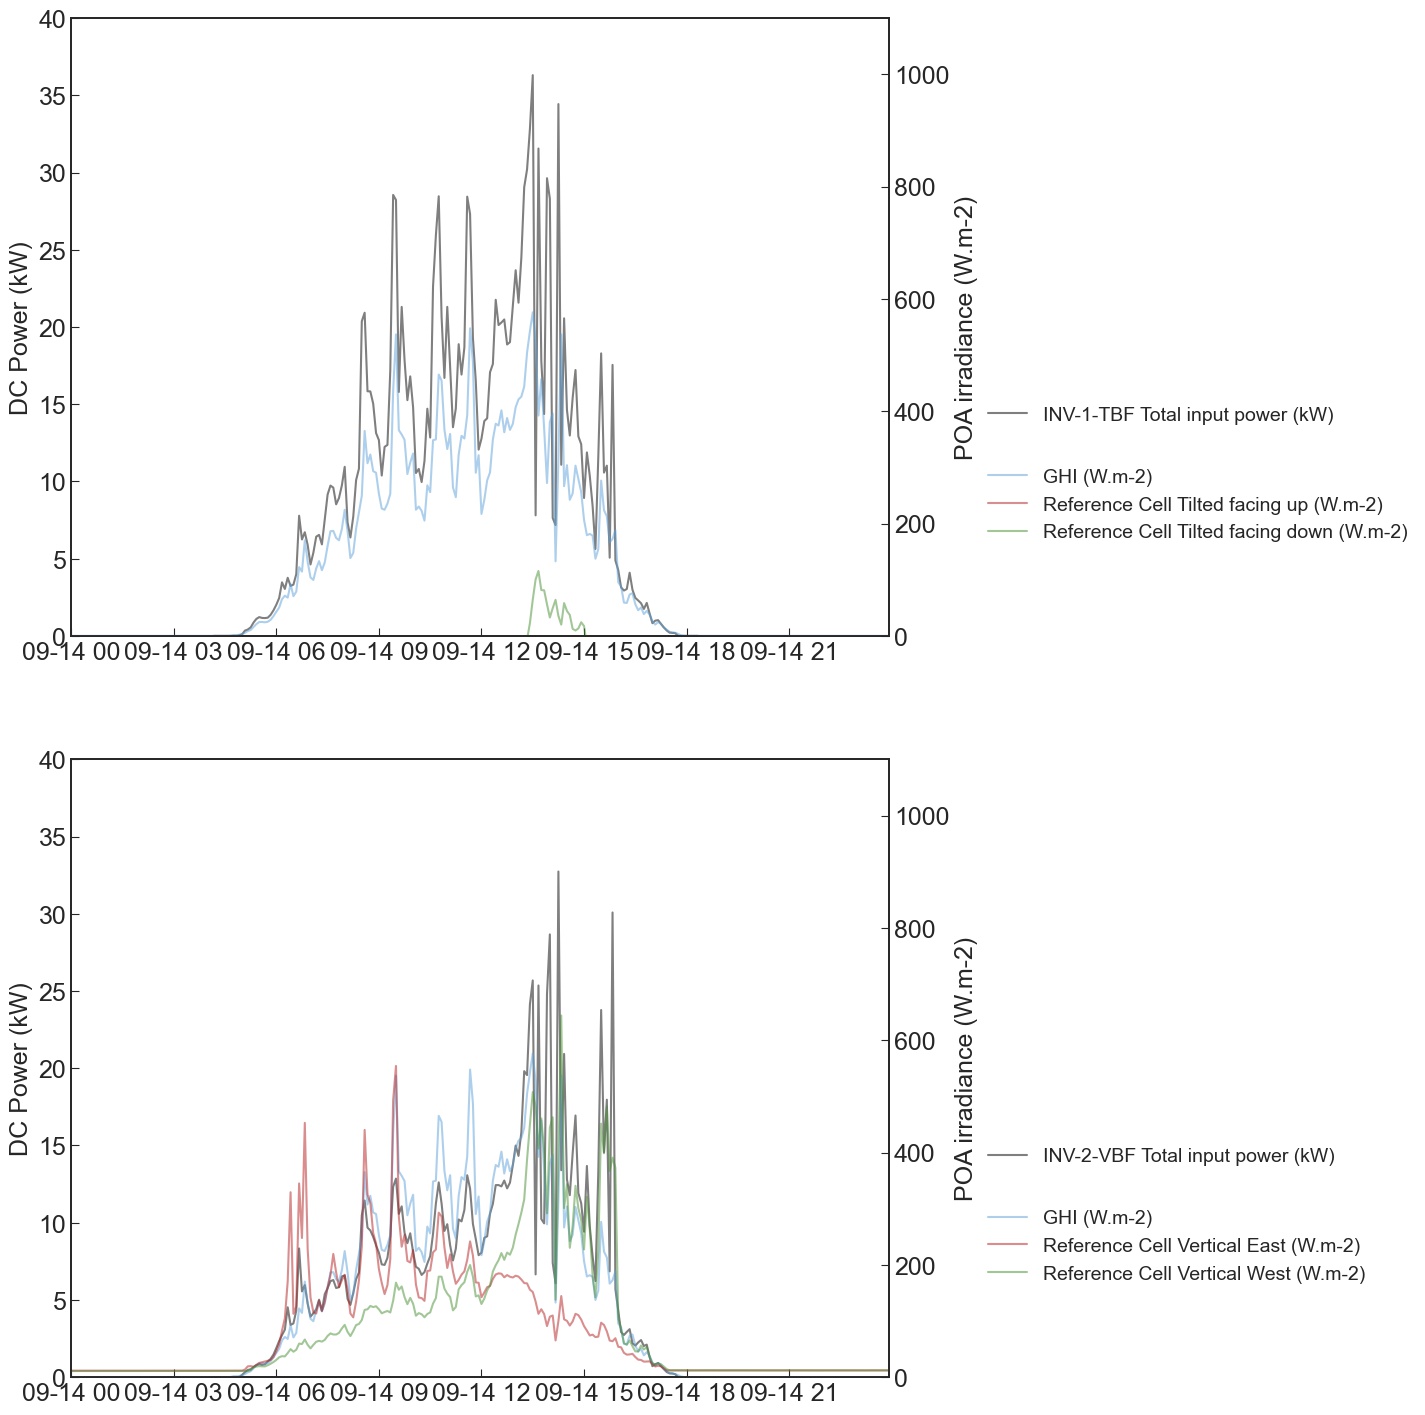 40
35
30
25
20
15
10
5
0
DC Power (kW)
1000
800
600
400
200
0
POA irradiance (W.m-2)
09-14 00 09-14 03 09-14 06 09-14 09 09-14 12 09-14 15 09-14 18 09-14 21
INV-1-TBF Total input power (kW)
GHI (W.m-2)
Reference Cell Tilted facing up (W.m-2)
Reference Cell Tilted facing down (W.m-2)
40
35
30
25
20
15
10
5
0
DC Power (kW)
1000
800
600
400
200
0
POA irradiance (W.m-2)
09-14 00 09-14 03 09-14 06 09-14 09 09-14 12 09-14 15 09-14 18 09-14 21
INV-2-VBF Total input power (kW)
GHI (W.m-2)
Reference Cell Vertical East (W.m-2)
Reference Cell Vertical West (W.m-2)